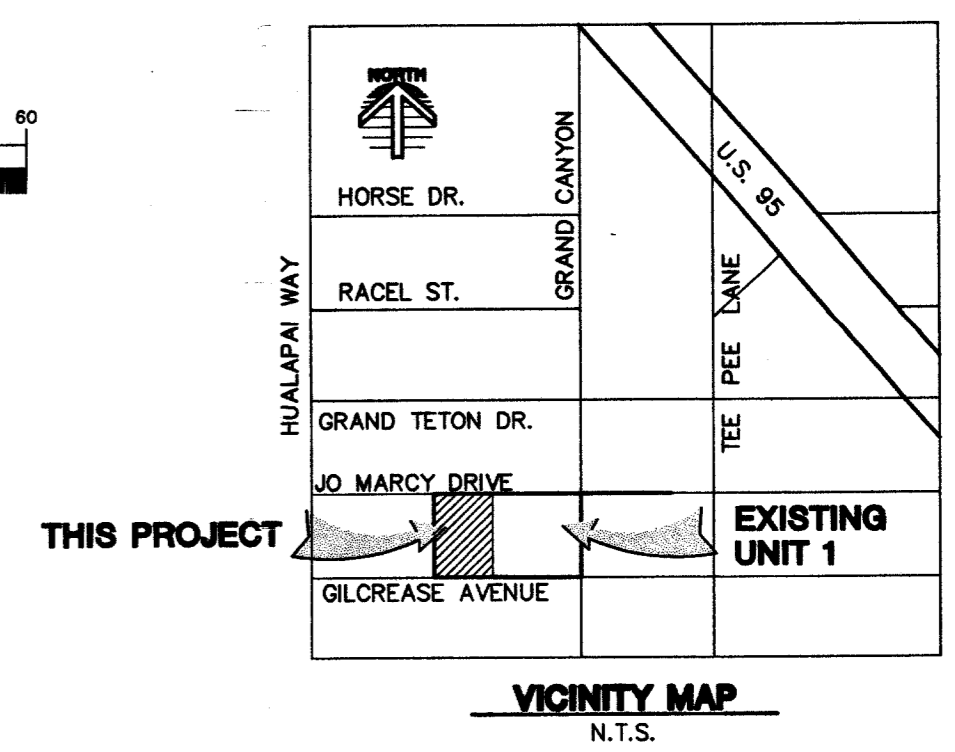 60
NORTH
HORSE DR.
GRAND CANYON
U.S. 95
RACEL ST.
HUALAPAI WAY
TEE PEE LANE
GRAND TETON DR.
JO MARCY DRIVE
THIS PROJECT
EXISTING
UNIT 1
GILCREASE AVENUE
VICINITY MAP
N.T.S.